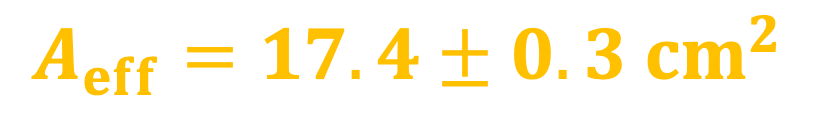 A_eff = 17.4 ± 0.3 cm²